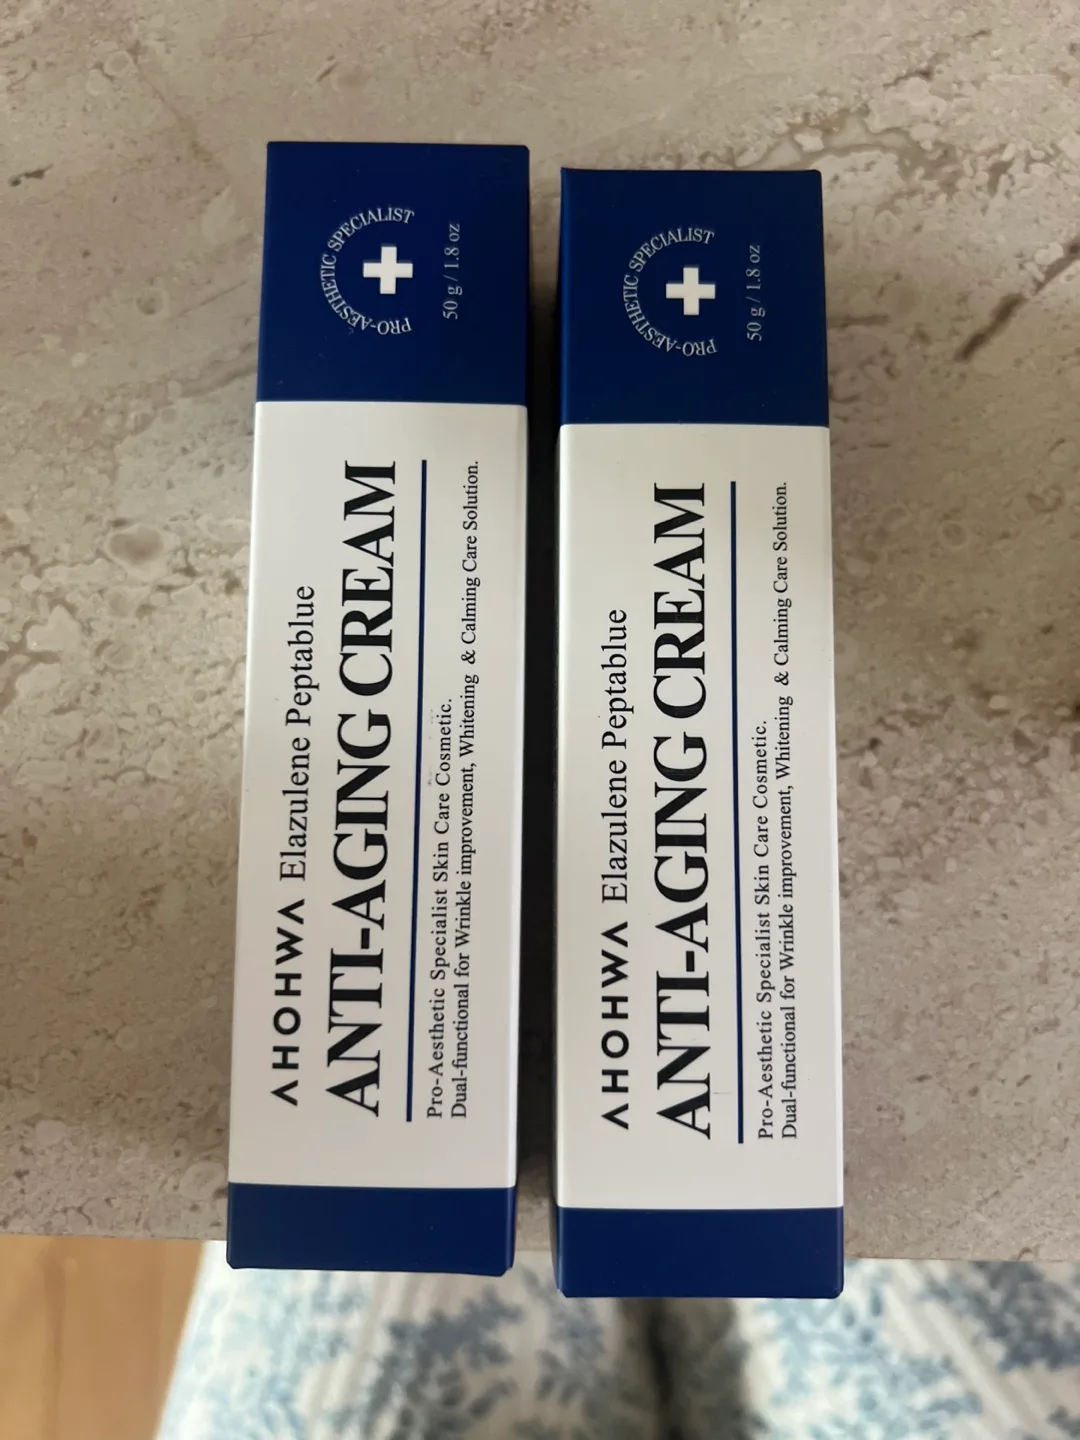 AHOHWA Elazulene Peptablue
ANTI-AGING CREAM
Pro-Aesthetic Specialist Skin Care Cosmetic.
Dual-functional for Wrinkle improvement, Whitening & Calming Care Solution.
PRO-AESTHETIC SPECIALIST
50 g / 1.8 oz
AHOHWA Elazulene Peptablue
ANTI-AGING CREAM
Pro-Aesthetic Specialist Skin Care Cosmetic.
Dual-functional for Wrinkle improvement, Whitening & Calming Care Solution.
PRO-AESTHETIC SPECIALIST
50 g / 1.8 oz